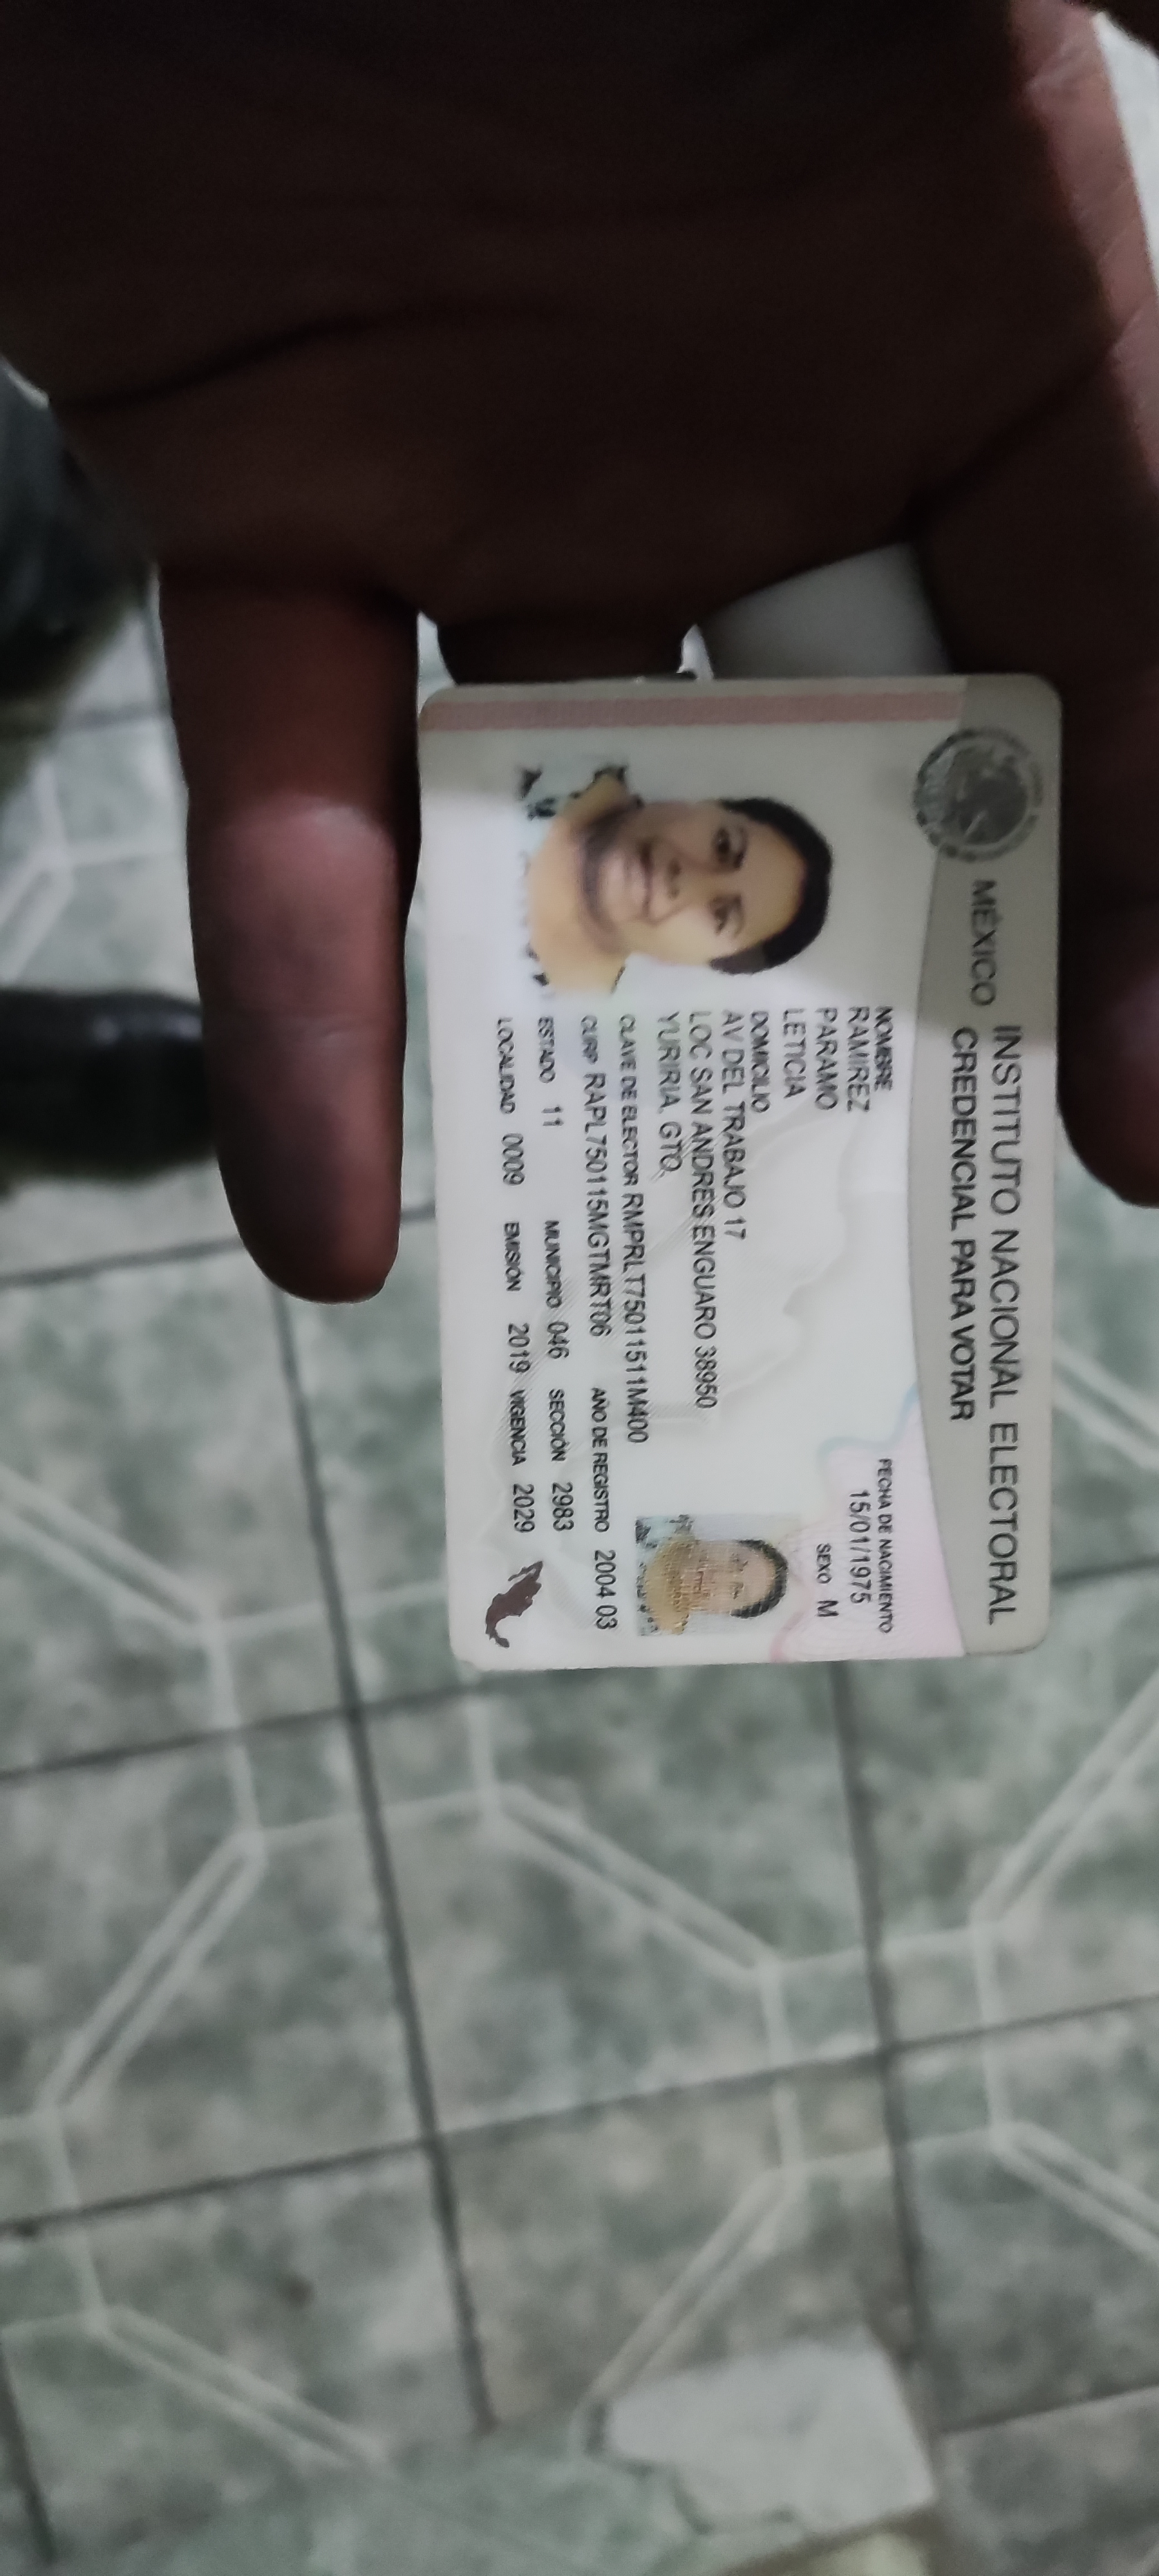 MÉXICO INSTITUTO NACIONAL ELECTORAL
CREDENCIAL PARA VOTAR
NOMBRE
RAMIREZ
PARAMO
LETICIA
FECHA DE NACIMIENTO
15/01/1975
SEXO M
DOMICILIO
AV DEL TRABAJO 17
LOC SAN ANDRES ENGUARO 38950
YURIRIA, GTO.
CLAVE DE ELECTOR RMPRLT75011511M400
CURP RAPL750115MGTMRT06 AÑO DE REGISTRO 2004 03
ESTADO 11 MUNICIPIO 046 SECCIÓN 2983
LOCALIDAD 0009 EMISIÓN 2019 VIGENCIA 2029